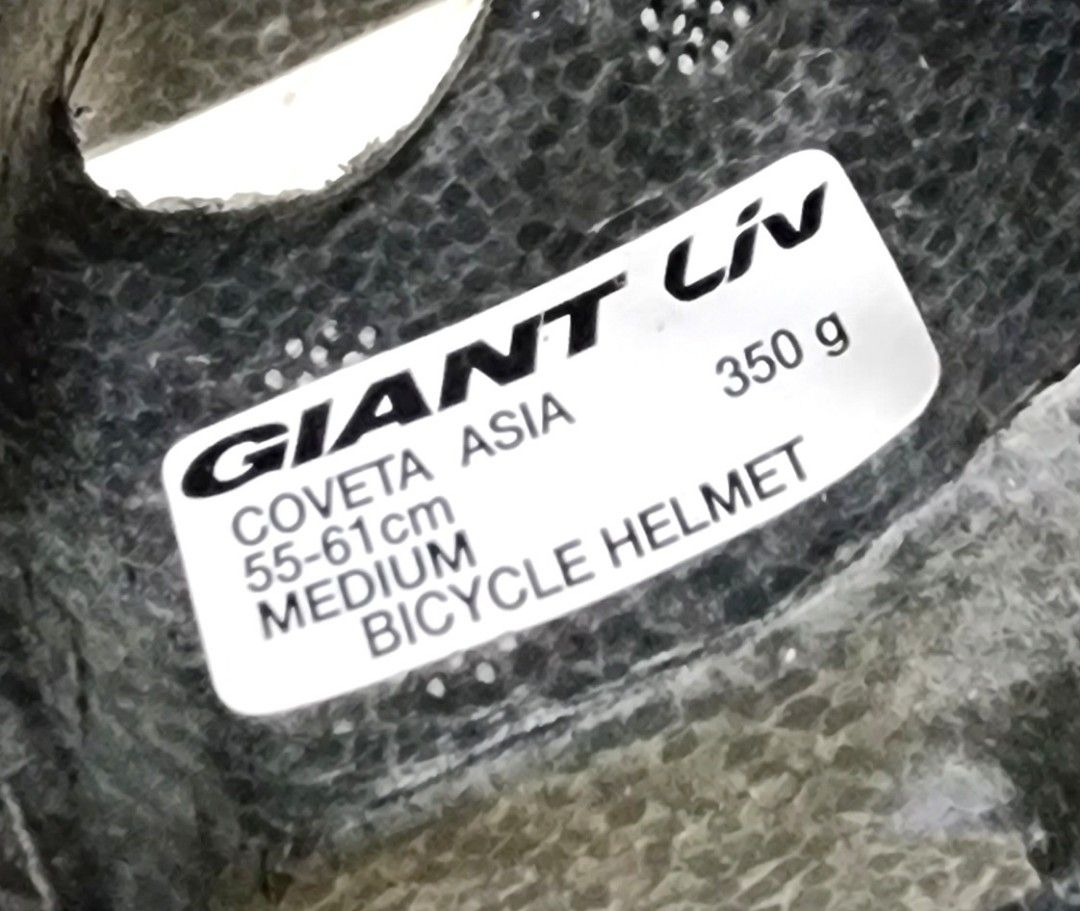 GIANT Liv
COVETA ASIA 350 g
55-61cm
MEDIUM
BICYCLE HELMET